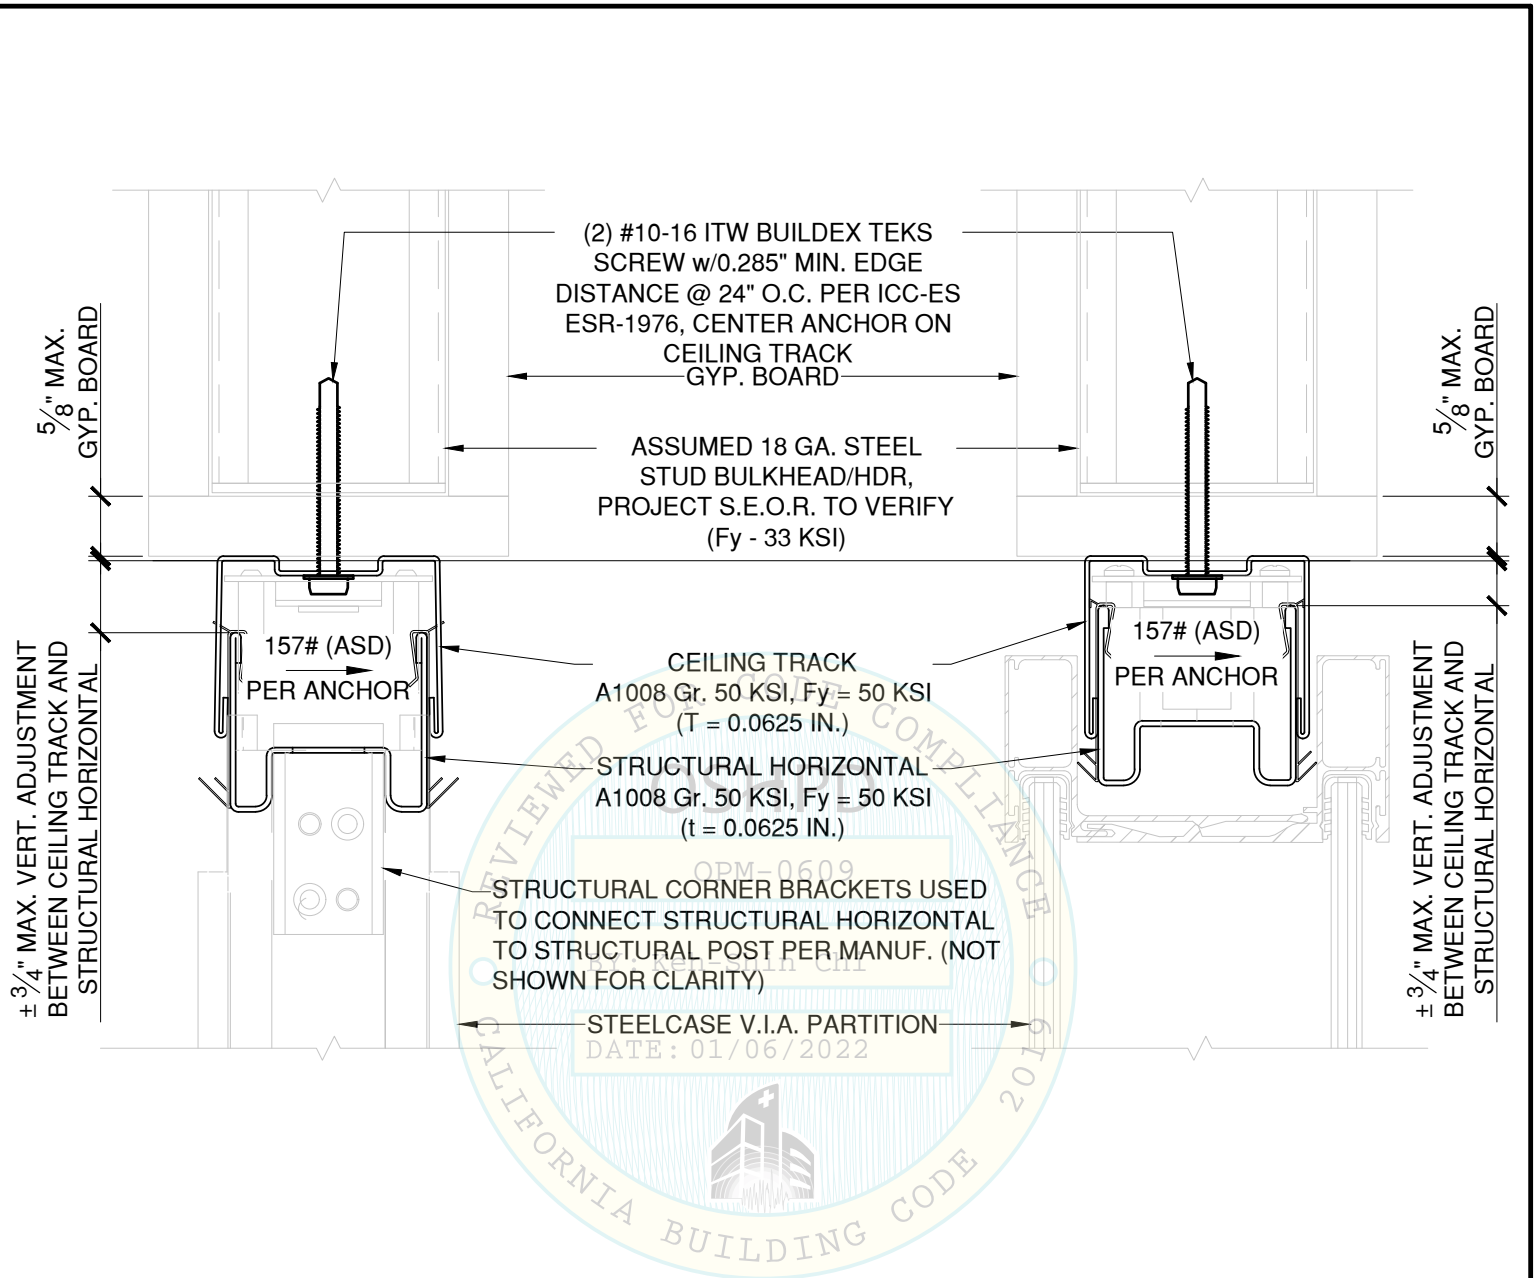 (2) #10-16 ITW BUILDEX TEKS
SCREW w/0.285" MIN. EDGE
DISTANCE @ 24" O.C. PER ICC-ES
ESR-1976, CENTER ANCHOR ON
CEILING TRACK
GYP. BOARD
ASSUMED 18 GA. STEEL
STUD BULKHEAD/HDR,
PROJECT S.E.O.R. TO VERIFY
(Fy - 33 KSI)
5/8" MAX.
GYP. BOARD
5/8" MAX.
GYP. BOARD
157# (ASD)
PER ANCHOR
157# (ASD)
PER ANCHOR
CEILING TRACK
A1008 Gr. 50 KSI, Fy = 50 KSI
(T = 0.0625 IN.)
STRUCTURAL HORIZONTAL
A1008 Gr. 50 KSI, Fy = 50 KSI
(t = 0.0625 IN.)
STRUCTURAL CORNER BRACKETS USED
TO CONNECT STRUCTURAL HORIZONTAL
TO STRUCTURAL POST PER MANUF. (NOT
SHOWN FOR CLARITY)
STEELCASE V.I.A. PARTITION
± 3/4" MAX. VERT. ADJUSTMENT
BETWEEN CEILING TRACK AND
STRUCTURAL HORIZONTAL
± 3/4" MAX. VERT. ADJUSTMENT
BETWEEN CEILING TRACK AND
STRUCTURAL HORIZONTAL
REVIEWED FOR CODE COMPLIANCE
OSHPD
OPM-0609
BY: Ken-Shin Chi
DATE: 01/06/2022
CALIFORNIA BUILDING CODE 2019